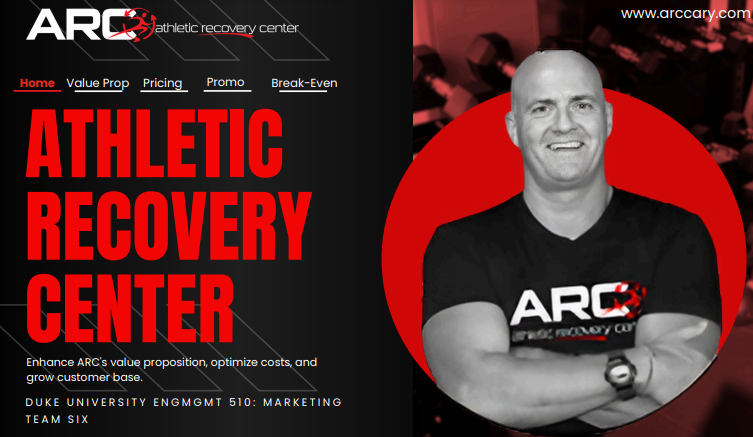 ARC athletic recovery center
www.arccary.com
Home Value Prop Pricing Promo Break-Even
ATHLETIC
RECOVERY
CENTER
Enhance ARC's value proposition, optimize costs, and
grow customer base.
DUKE UNIVERSITY ENGMGMT 510: MARKETING
TEAM SIX
ARC
athletic recovery